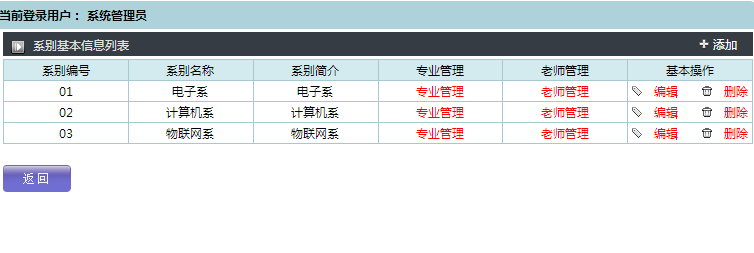 当前登录用户： 系统管理员
系别基本信息列表 添加
系别编号 系别名称 系别简介 专业管理 老师管理 基本操作
01 电子系 电子系 专业管理 老师管理 编辑 删除
02 计算机系 计算机系 专业管理 老师管理 编辑 删除
03 物联网系 物联网系 专业管理 老师管理 编辑 删除
返回